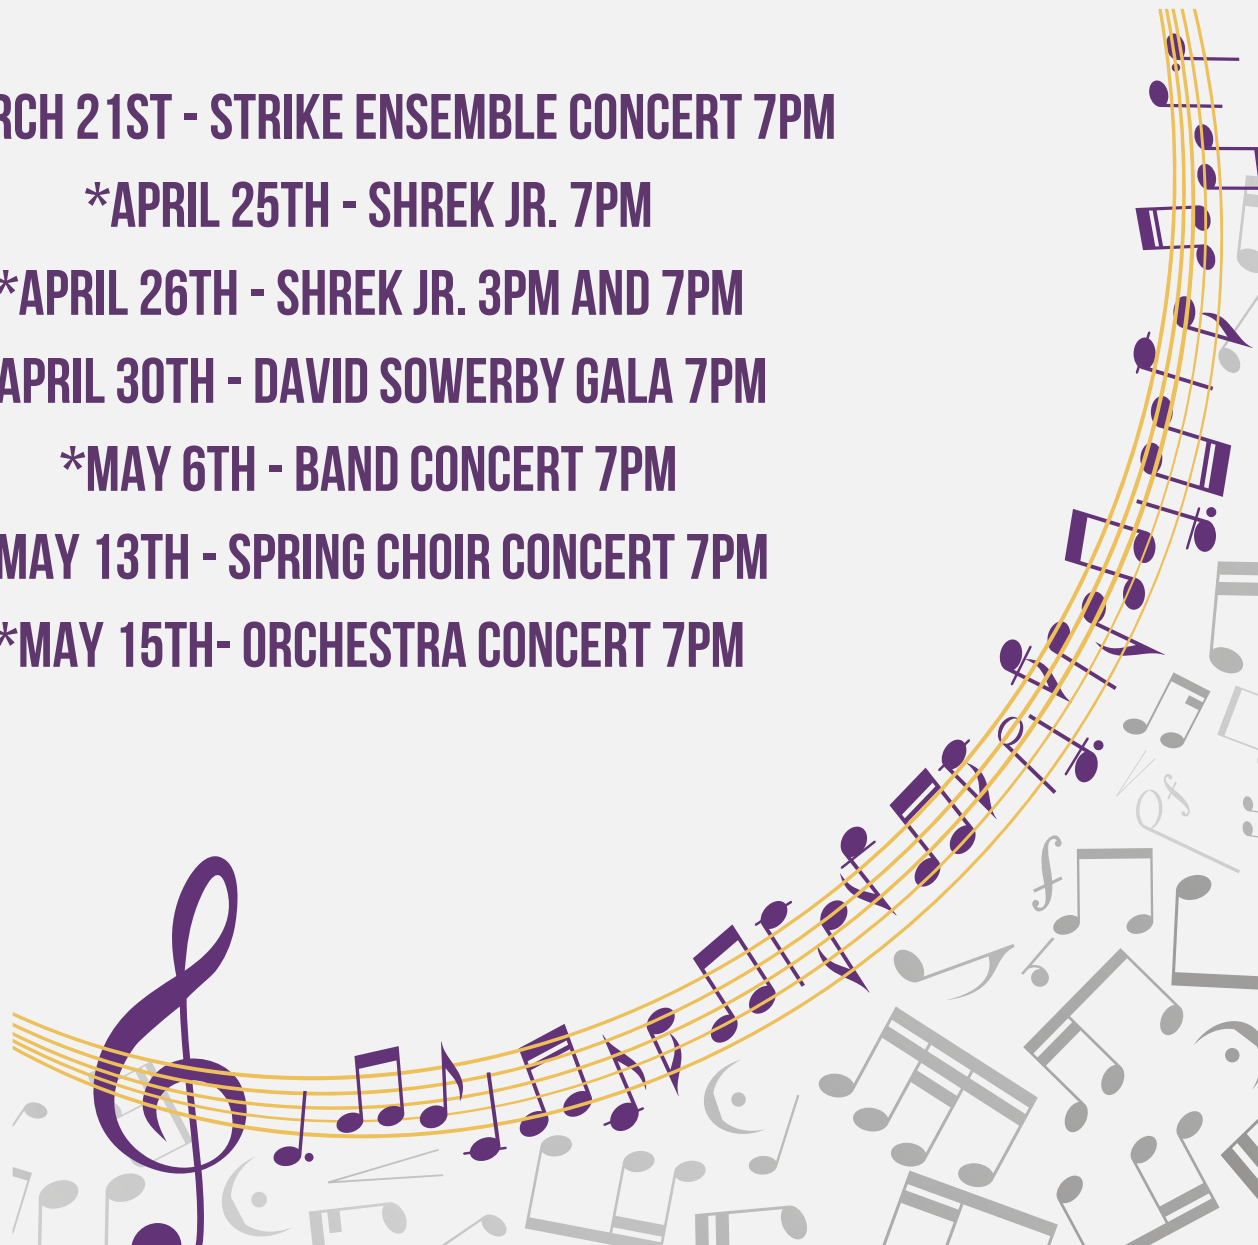 RCH 21ST - STRIKE ENSEMBLE CONCERT 7PM
*APRIL 25TH - SHREK JR. 7PM
*APRIL 26TH - SHREK JR. 3PM AND 7PM
APRIL 30TH - DAVID SOWERBY GALA 7PM
*MAY 6TH - BAND CONCERT 7PM
MAY 13TH - SPRING CHOIR CONCERT 7PM
*MAY 15TH- ORCHESTRA CONCERT 7PM